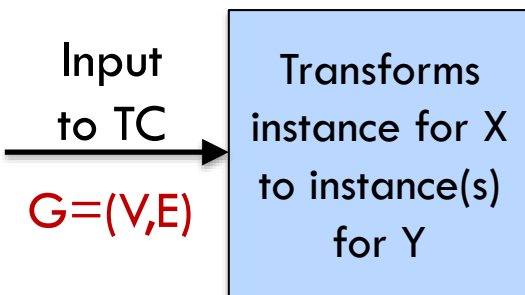 Input
to TC
G=(V,E)
Transforms
instance for X
to instance(s)
for Y